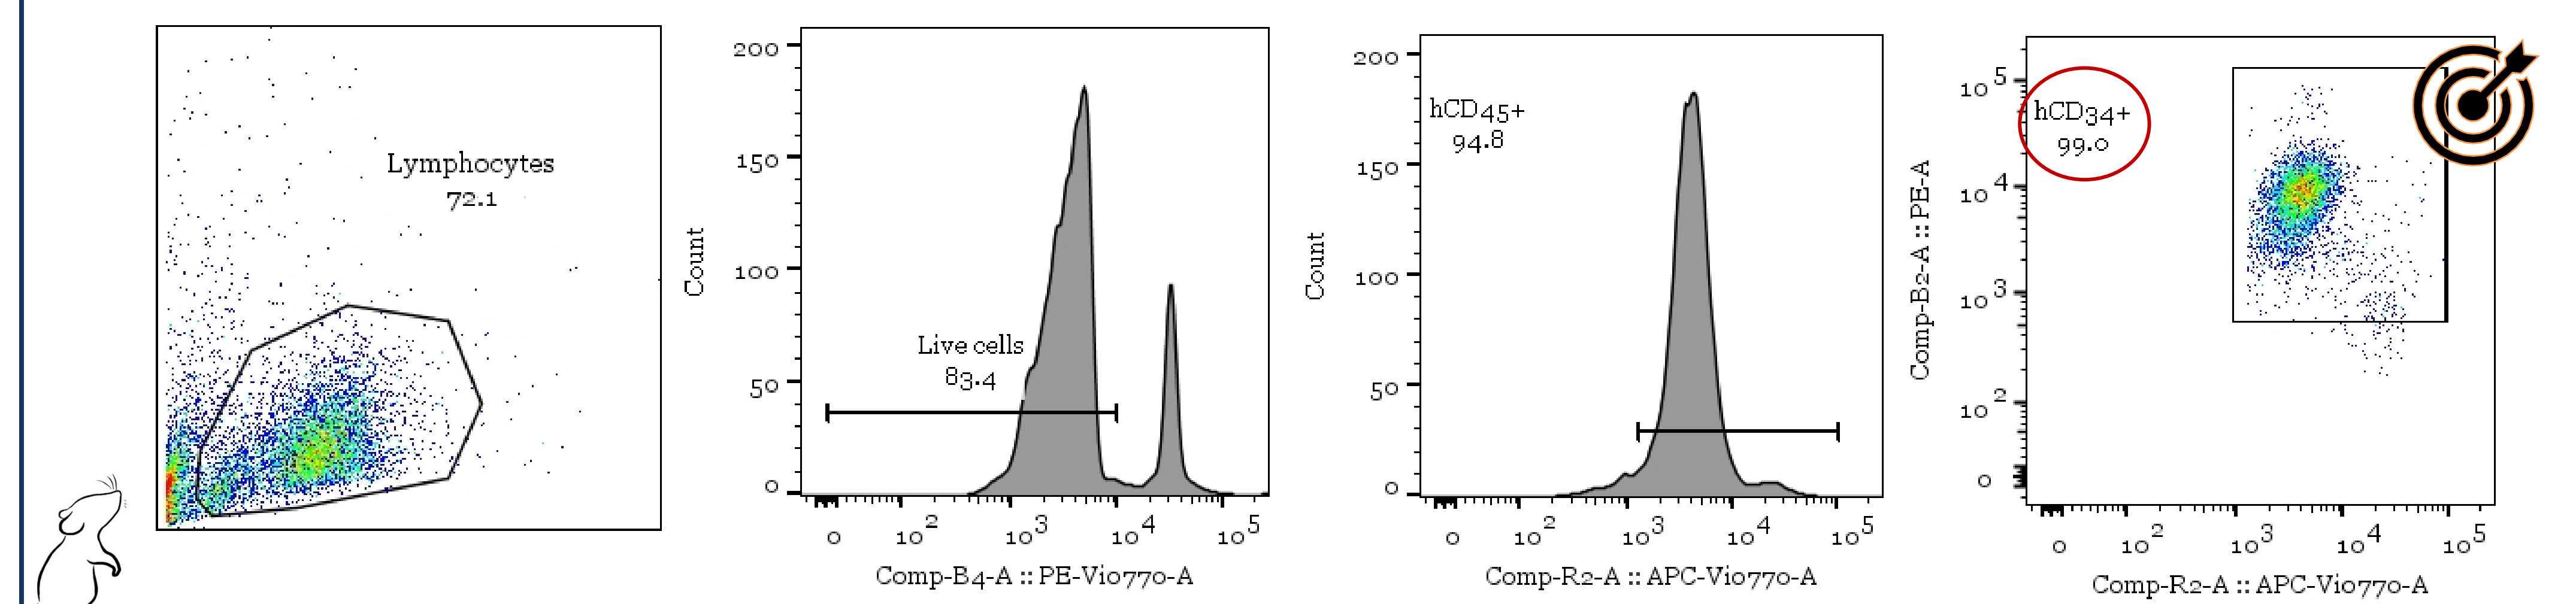 Lymphocytes
72.1
200
150
100
50
0
Count
Live cells
83.4
0 10^2 10^3 10^4 10^5
Comp-B4-A :: PE-Vio770-A
200
150
100
50
0
Count
hCD45+
94.8
0 10^2 10^3 10^4 10^5
Comp-R2-A :: APC-Vio770-A
10^5
10^4
10^3
10^2
0
Comp-B2-A :: PE-A
hCD34+
99.0
0 10^2 10^3 10^4 10^5
Comp-R2-A :: APC-Vio770-A